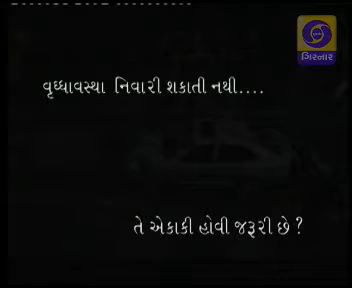 ગિરનાર
વૃધ્ધાવસ્થા નિવારી શકાતી નથી....
તે એકાકી હોવી જરૂરી છે ?